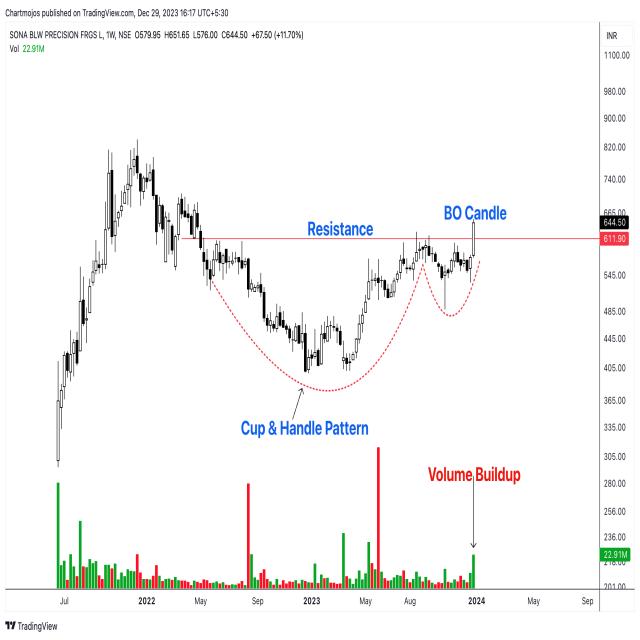 Chartmojos published on TradingView.com, Dec 29, 2023 16:17 UTC+5:30
SONA BLW PRECISION FRGS L, 1W, NSE O579.95 H651.65 L576.00 C644.50 +67.50 (+11.70%)
Vol 22.91M
INR
1100.00
980.00
900.00
820.00
740.00
665.00
BO Candle
644.50
Resistance
611.90
545.00
485.00
445.00
405.00
365.00
Cup & Handle Pattern
335.00
305.00
Volume Buildup
280.00
256.00
236.00
22.91M
201.00
Jul 2022 May Sep 2023 May Aug 2024 May Sep
TradingView